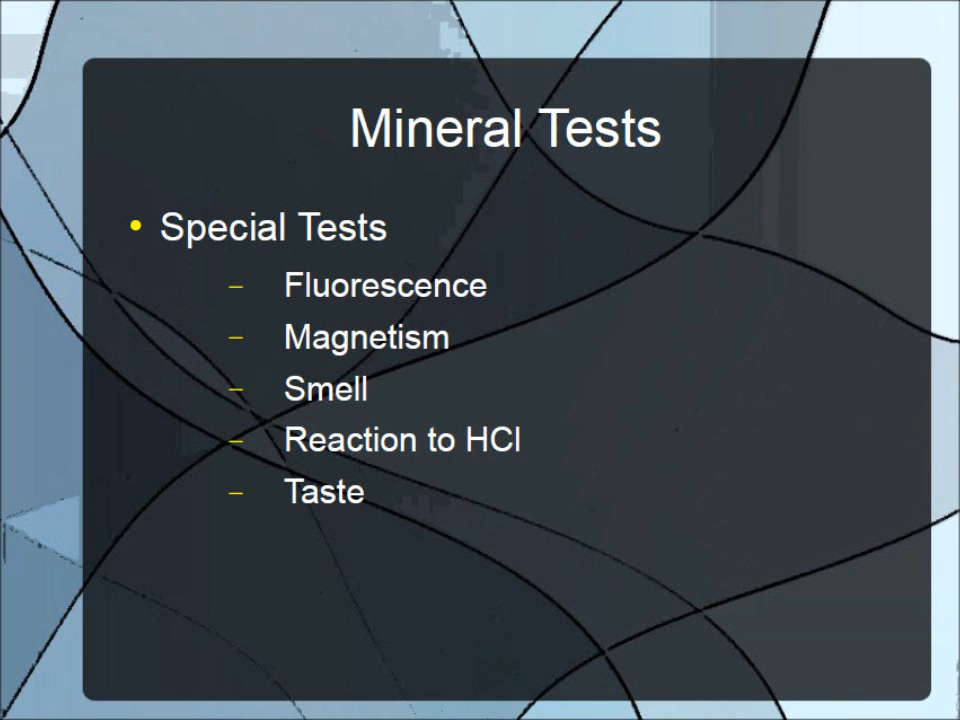 Mineral Tests
• Special Tests
– Fluorescence
– Magnetism
– Smell
– Reaction to HCl
– Taste